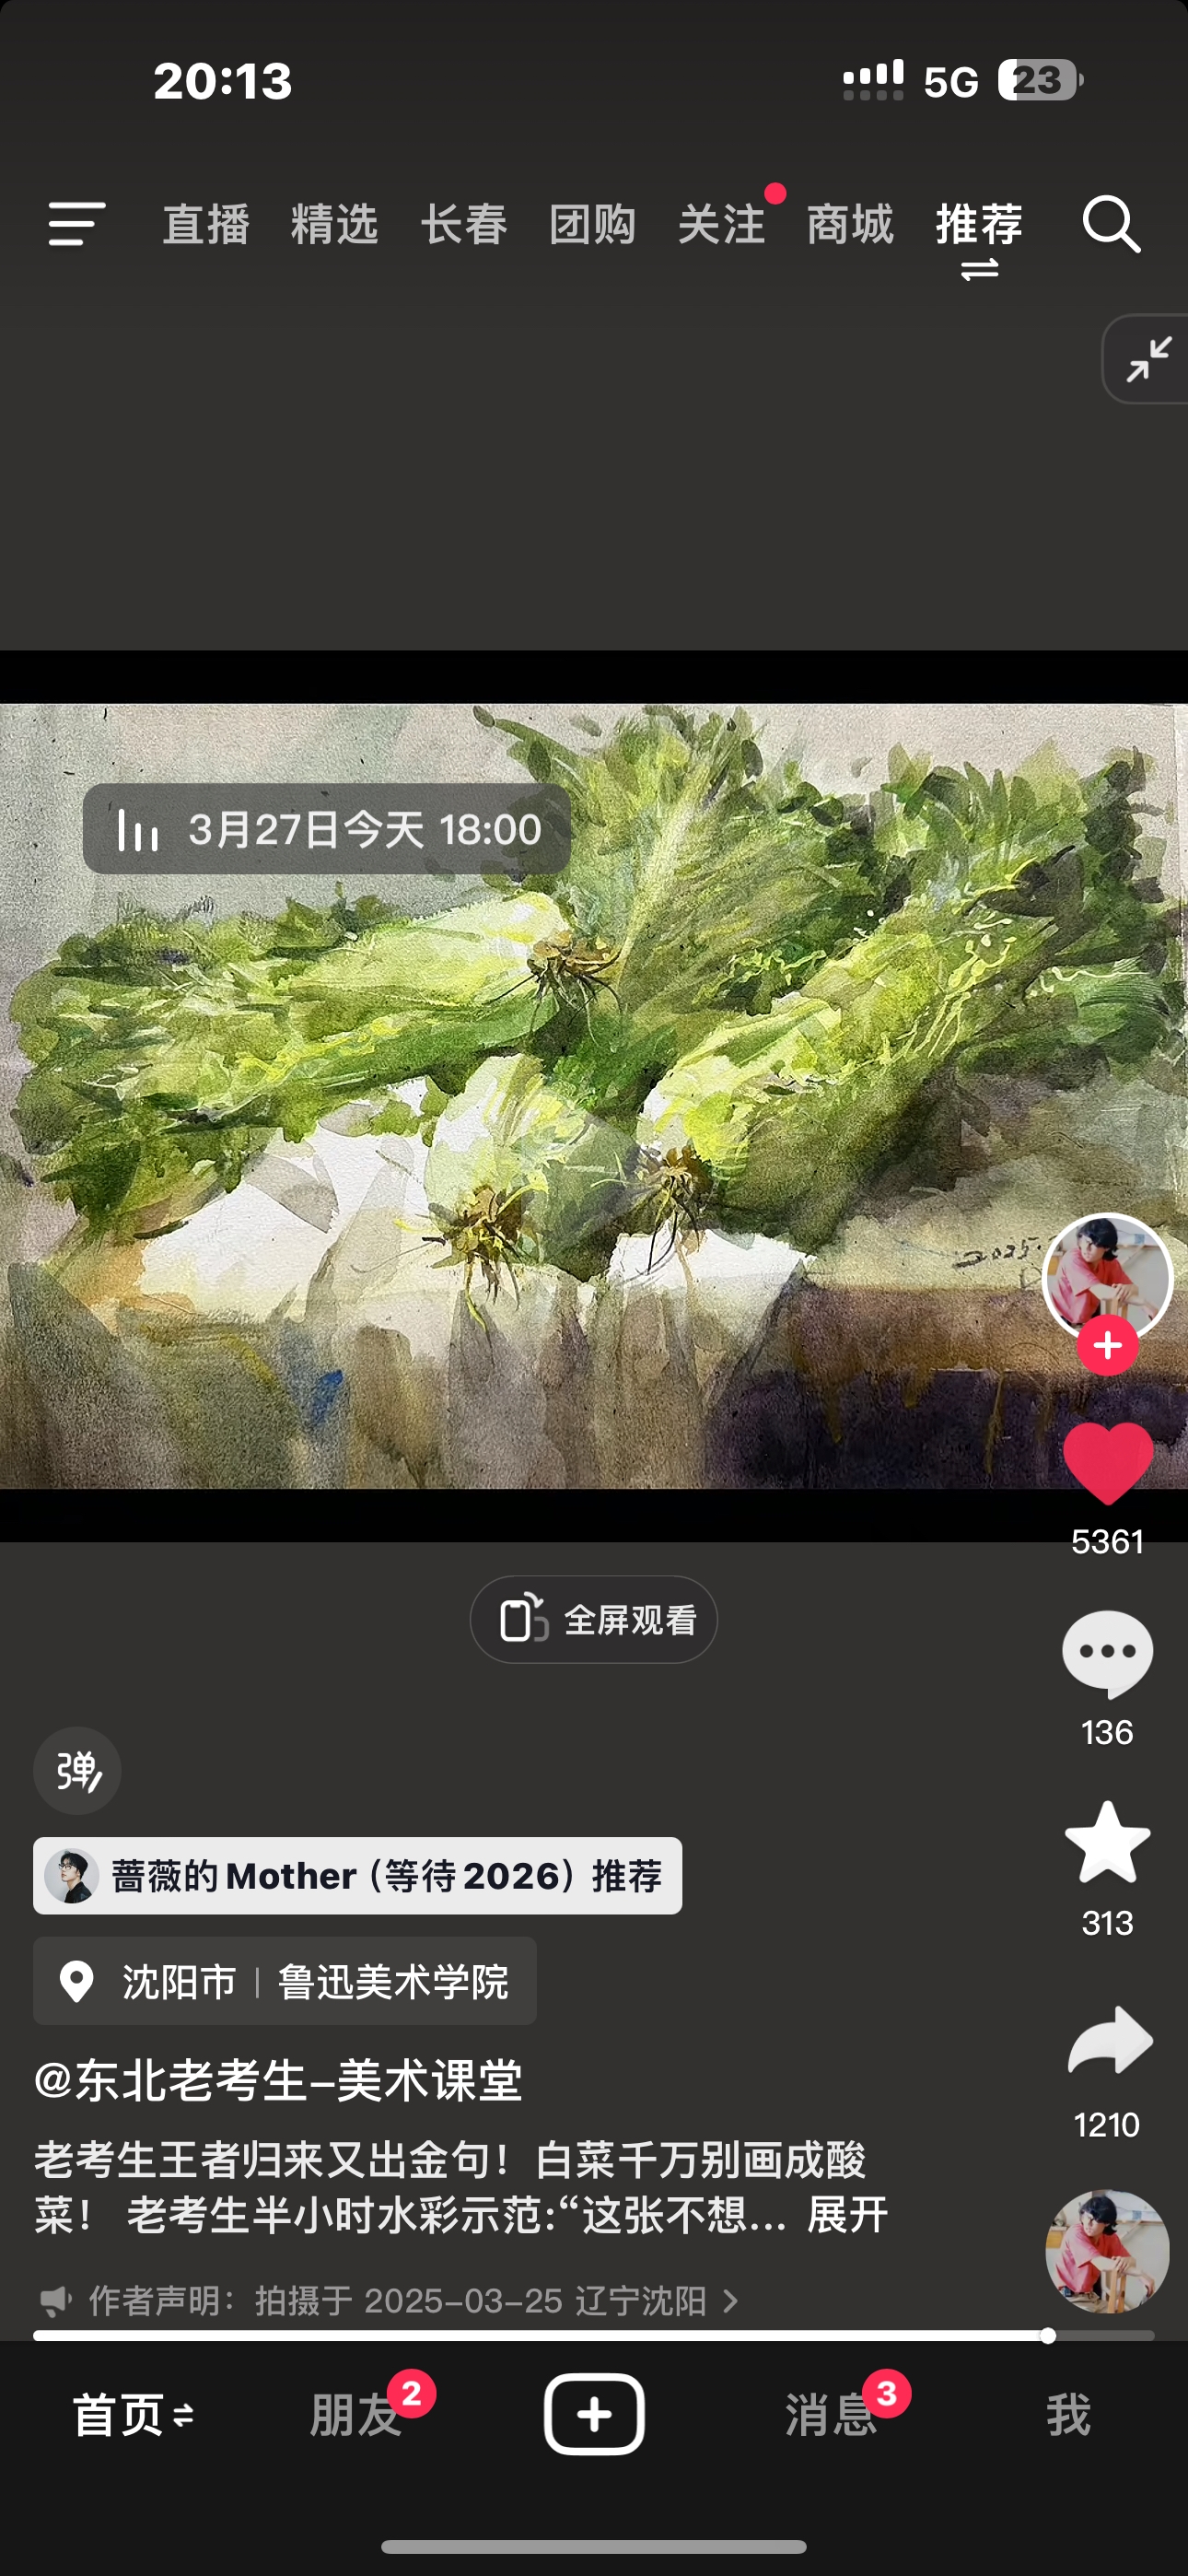 20:13 5G 23
直播 精选 长春 团购 关注 商城 推荐
3月27日今天 18:00
2025.
5361
全屏观看
136
弹
蔷薇的Mother（等待2026）推荐
313
沈阳市 | 鲁迅美术学院
@东北老考生–美术课堂
1210
老考生王者归来又出金句！白菜千万别画成酸
菜！ 老考生半小时水彩示范:“这张不想... 展开
作者声明：拍摄于 2025–03–25 辽宁沈阳
首页 朋友 2 消息 3 我